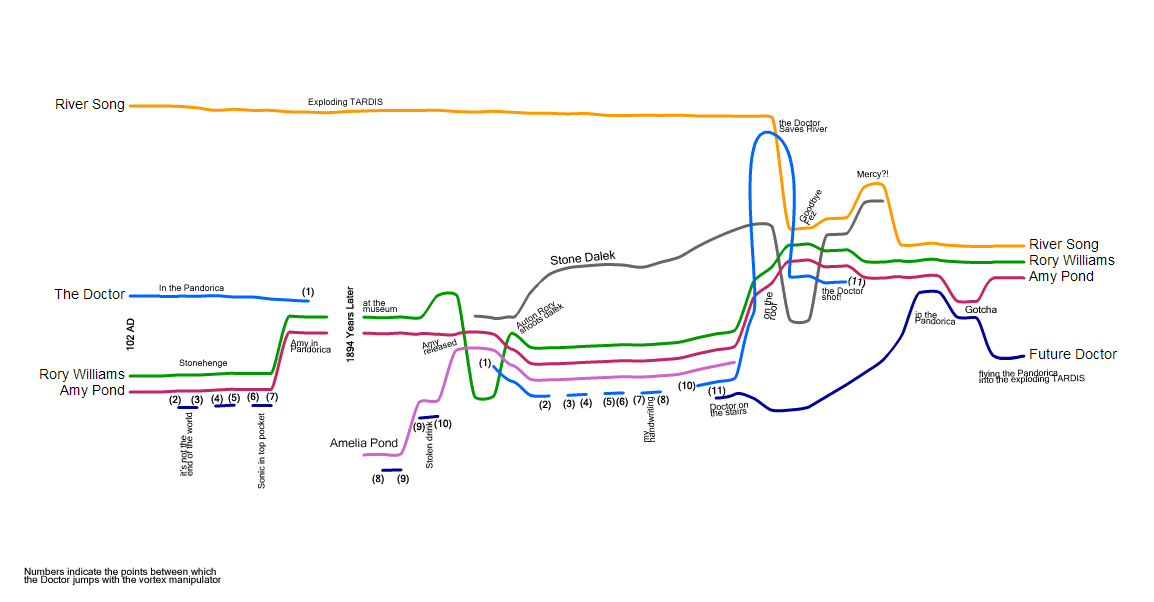 River Song
Exploding TARDIS
the Doctor
Saves River
Mercy?!
Goodbye
Fez
River Song
Rory Williams
Amy Pond
Stone Dalek
The Doctor
In the Pandorica
(1)
1894 Years Later
at the
museum
Auton Rory
shoots dalek
on the
roof
(11)
the Doctor
shot!
in the
Pandorica
Gotcha
102 AD
Amy in
Pandorica
Amy
released
(1)
Future Doctor
flying the Pandorica
into the exploding TARDIS
Stonehenge
Rory Williams
Amy Pond
(2)
(3)
(4)
(5)
(6)
(7)
(2)
(3)
(4)
(5)
(6)
(7)
(8)
(10)
(11)
Doctor on
the stairs
it's not the
end of the world
Sonic in top pocket
Amelia Pond
(9)
(10)
Stolen drink
my
handwriting
(8)
(9)
Numbers indicate the points between which
the Doctor jumps with the vortex manipulator